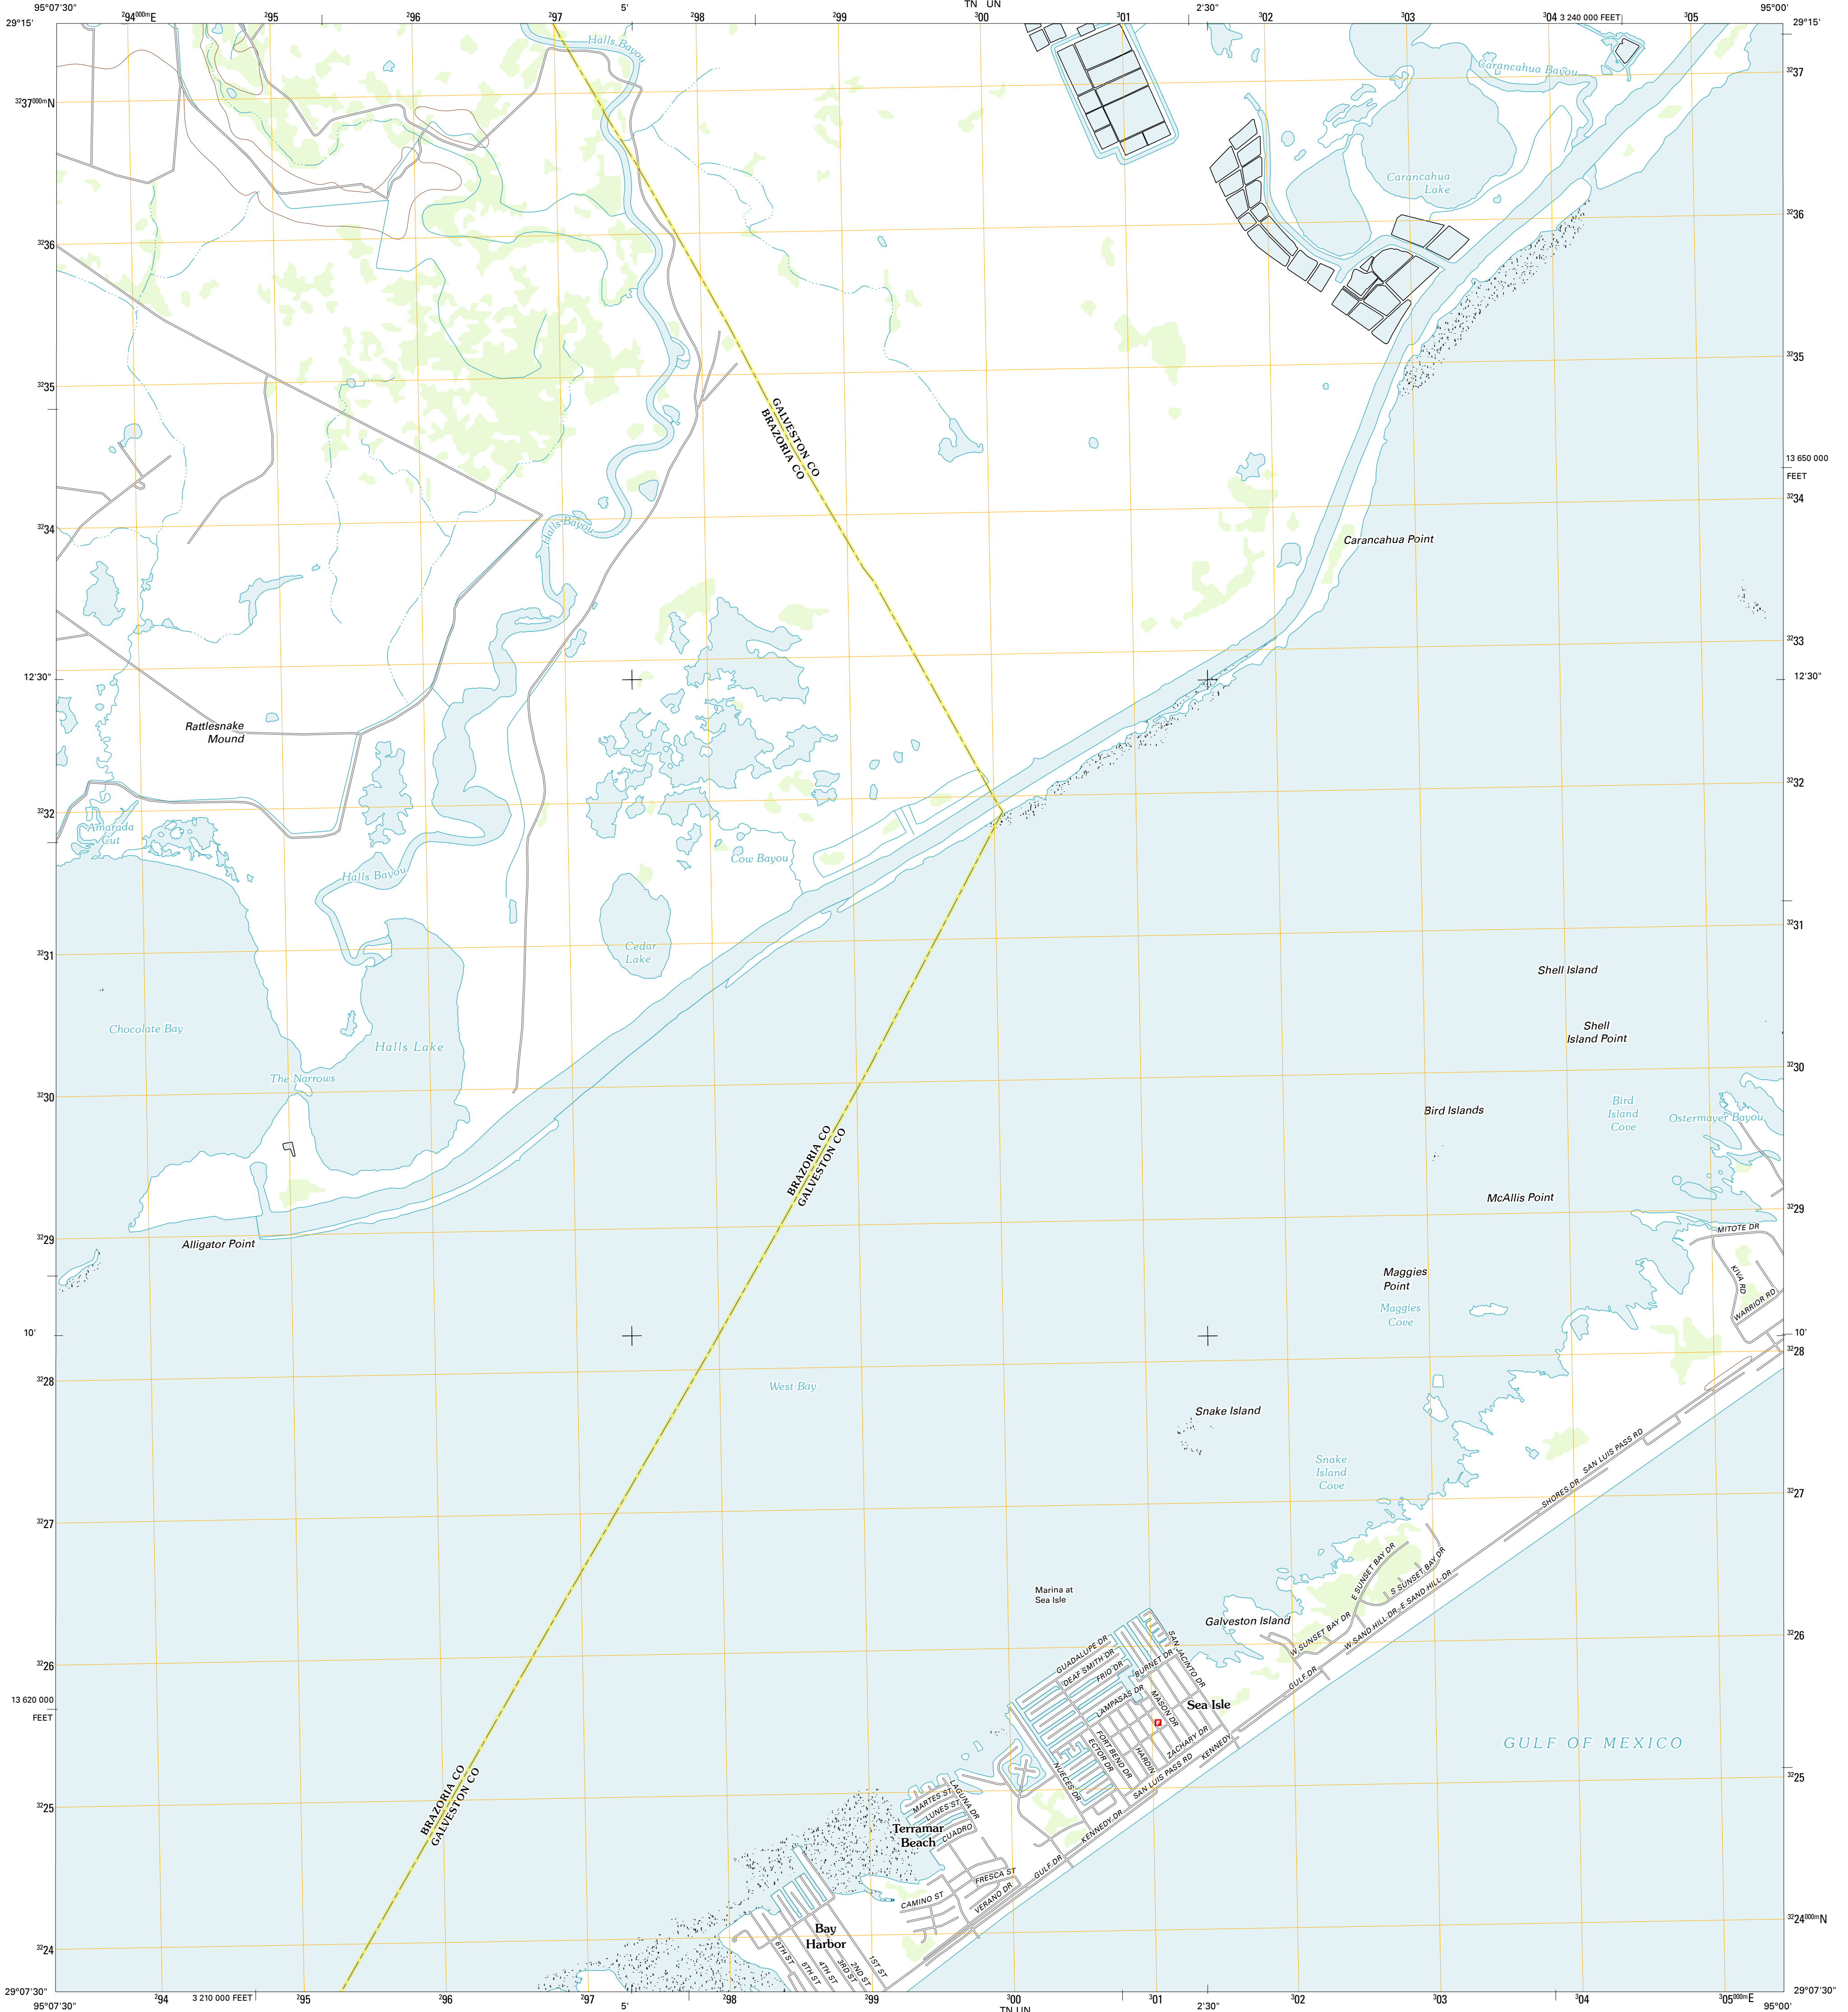 95°07'30"
²94⁰⁰⁰ᵐE
²95
²96
²97
5'
²98
²99
TN UN
³00
³01
2'30"
³02
³03
³04
3 240 000 FEET
³05
95°00'
29°15'
29°15'
Halls Bayou
Carancahua Bayou
³²37⁰⁰⁰ᵐN
³²37
Carancahua
Lake
³²36
³²36
³²35
³²35
GALVESTON CO
BRAZORIA CO
13 650 000
FEET
³²34
³²34
Halls Bayou
Carancahua Point
³²33
12'30"
12'30"
Rattlesnake
Mound
³²32
³²32
Amarada
Cut
Cow Bayou
Halls Bayou
³²31
³²31
Cedar
Lake
Shell Island
Chocolate Bay
Shell
Island Point
Halls Lake
The Narrows
³²30
³²30
Bird Islands
Bird
Island
Cove
Ostermayer Bayou
BRAZORIA CO
GALVESTON CO
McAllis Point
³²29
³²29
MITOTE DR
Alligator Point
Maggies
Point
KIVA RD
WARRIOR RD
Maggies
Cove
10'
10'
³²28
³²28
West Bay
Snake Island
SAN LUIS PASS RD
Snake
Island
Cove
SHORES DR
³²27
³²27
E SUNSET BAY DR
S SUNSET BAY DR
E SAND HILL DR
W SAND HILL DR
W SUNSET BAY DR
Marina at
Sea Isle
Galveston Island
³²26
³²26
GUADALUPE DR
DEAF SMITH DR
FRIO DR
BURNET DR
SAN JACINTO DR
GULF DR
LAMPASAS DR
MASON DR
Sea Isle
13 620 000
FEET
F
ZACHARY DR
KENNEDY
FORT BEND DR
ECTOR DR
HARDIN
SAN LUIS PASS RD
NUECES DR
GULF OF MEXICO
³²25
³²25
BRAZORIA CO
GALVESTON CO
MARTES ST
LUNES ST
LAGUNA DR
CUADRO
Terramar
Beach
KENNEDY DR
GULF DR
FRESCA ST
VERANO DR
CAMINO ST
³²24
³²24⁰⁰⁰ᵐN
Bay
Harbor
6TH ST
5TH ST
4TH ST
3RD ST
2ND ST
1ST ST
29°07'30"
29°07'30"
95°07'30"
²94
3 210 000 FEET
²95
²96
²97
5'
²98
²99
³00
TN UN
³01
2'30"
³02
³03
³04
³05⁰⁰⁰ᵐE
95°00'